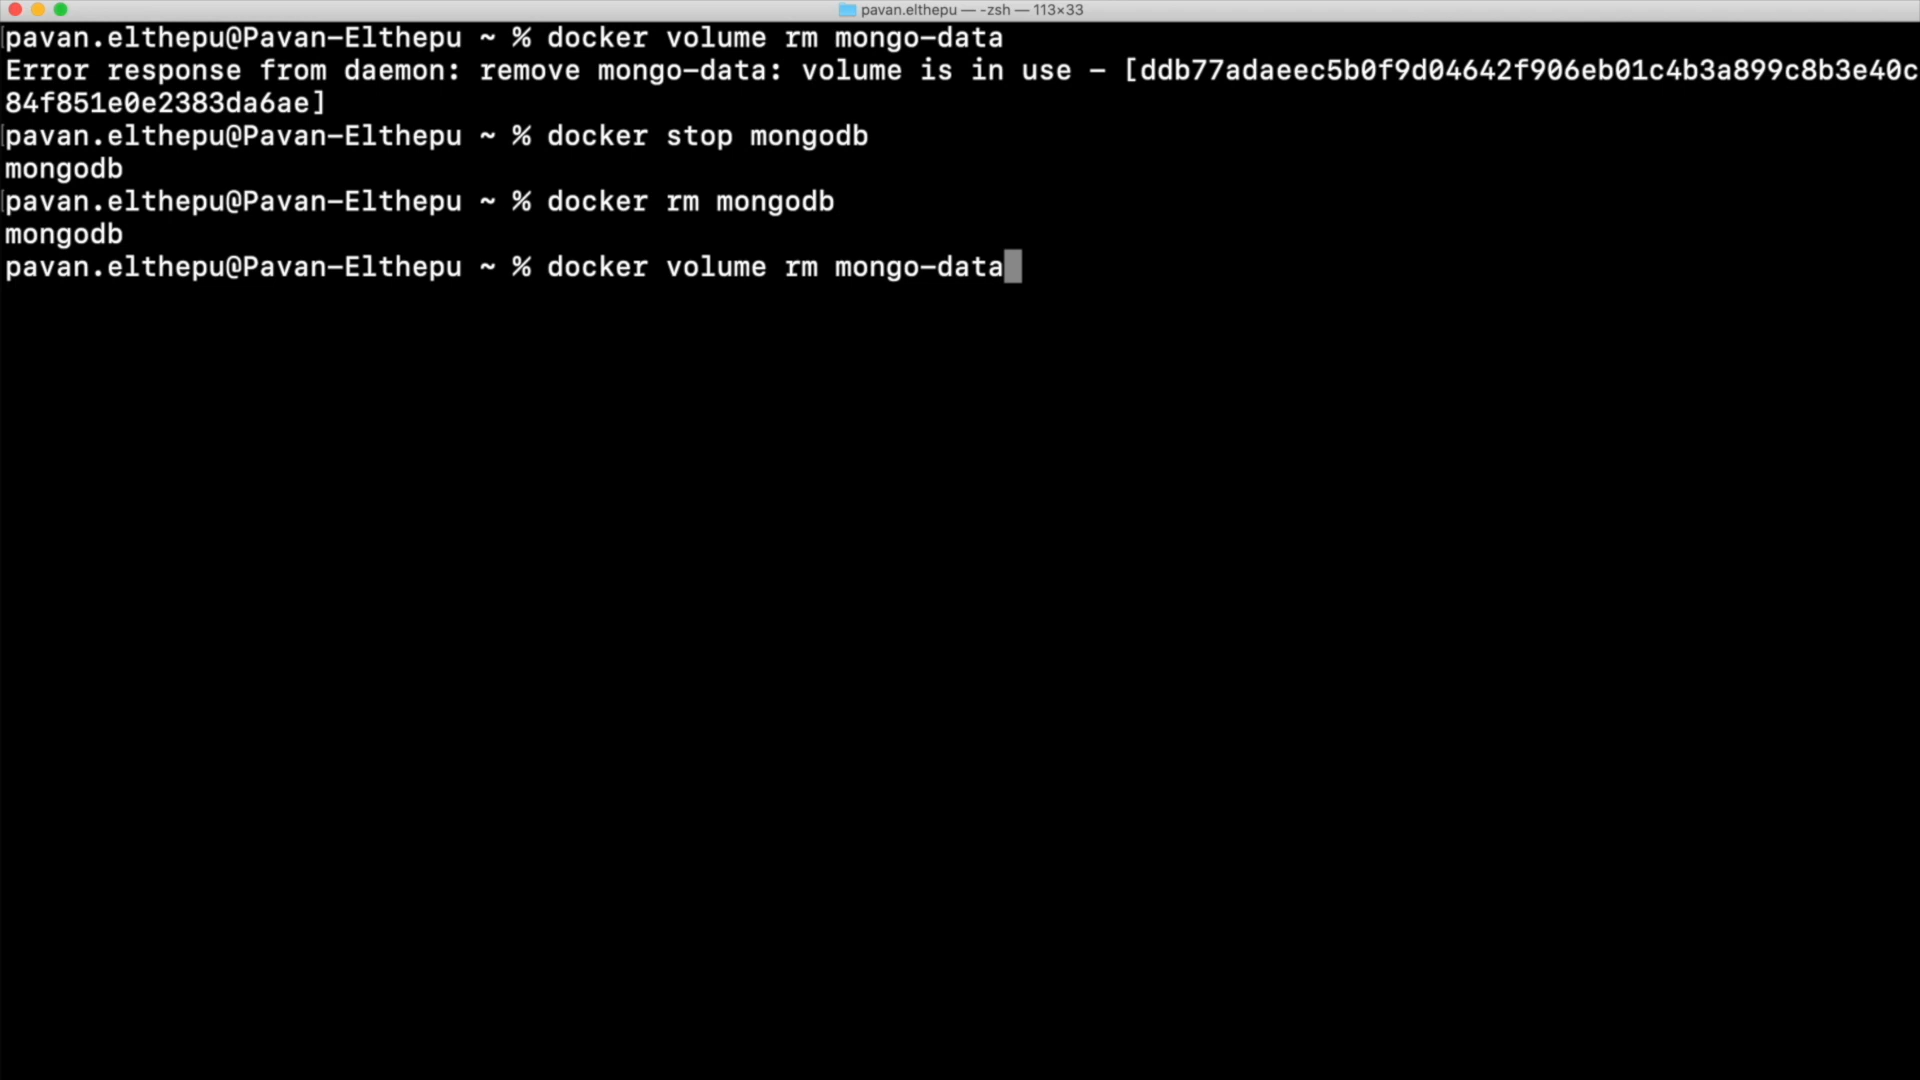 pavan.elthepu — -zsh — 113×33
pavan.elthepu@Pavan-Elthepu ~ % docker volume rm mongo-data
Error response from daemon: remove mongo-data: volume is in use - [ddb77adaeec5b0f9d04642f906eb01c4b3a899c8b3e40c
84f851e0e2383da6ae]
pavan.elthepu@Pavan-Elthepu ~ % docker stop mongodb
mongodb
pavan.elthepu@Pavan-Elthepu ~ % docker rm mongodb
mongodb
pavan.elthepu@Pavan-Elthepu ~ % docker volume rm mongo-data